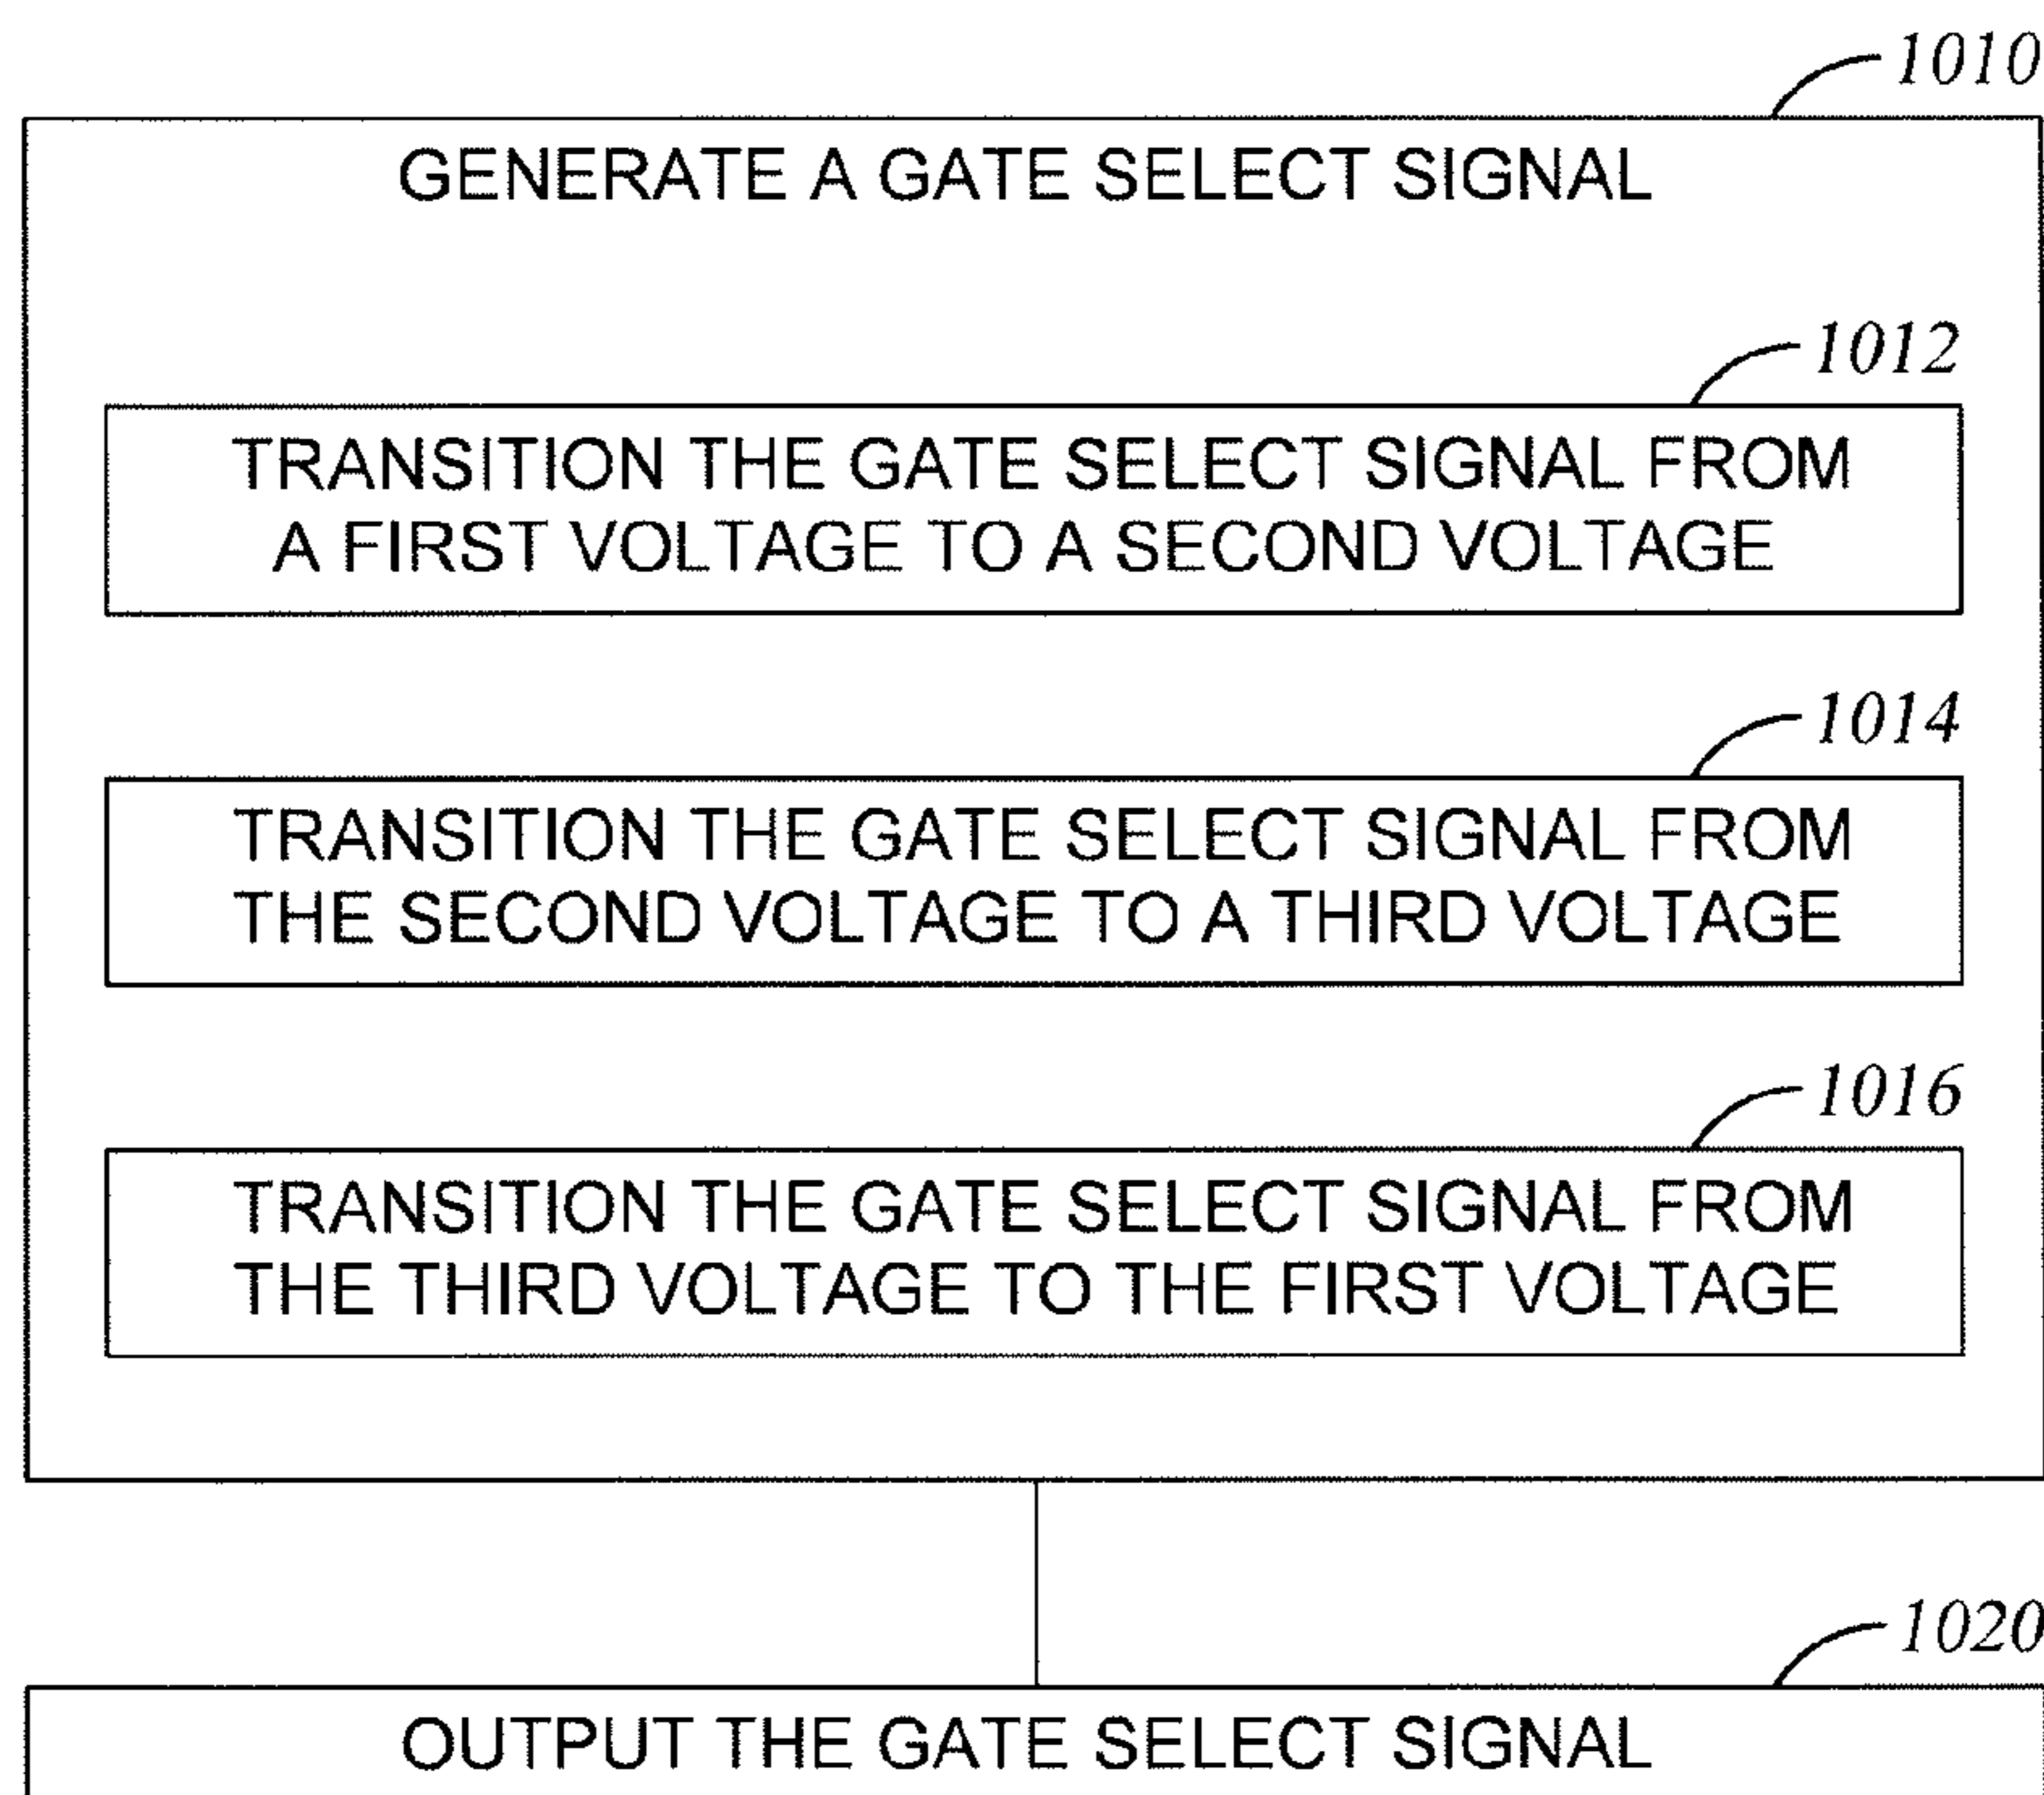 1010
GENERATE A GATE SELECT SIGNAL
1012
TRANSITION THE GATE SELECT SIGNAL FROM
A FIRST VOLTAGE TO A SECOND VOLTAGE
1014
TRANSITION THE GATE SELECT SIGNAL FROM
THE SECOND VOLTAGE TO A THIRD VOLTAGE
1016
TRANSITION THE GATE SELECT SIGNAL FROM
THE THIRD VOLTAGE TO THE FIRST VOLTAGE
1020
OUTPUT THE GATE SELECT SIGNAL